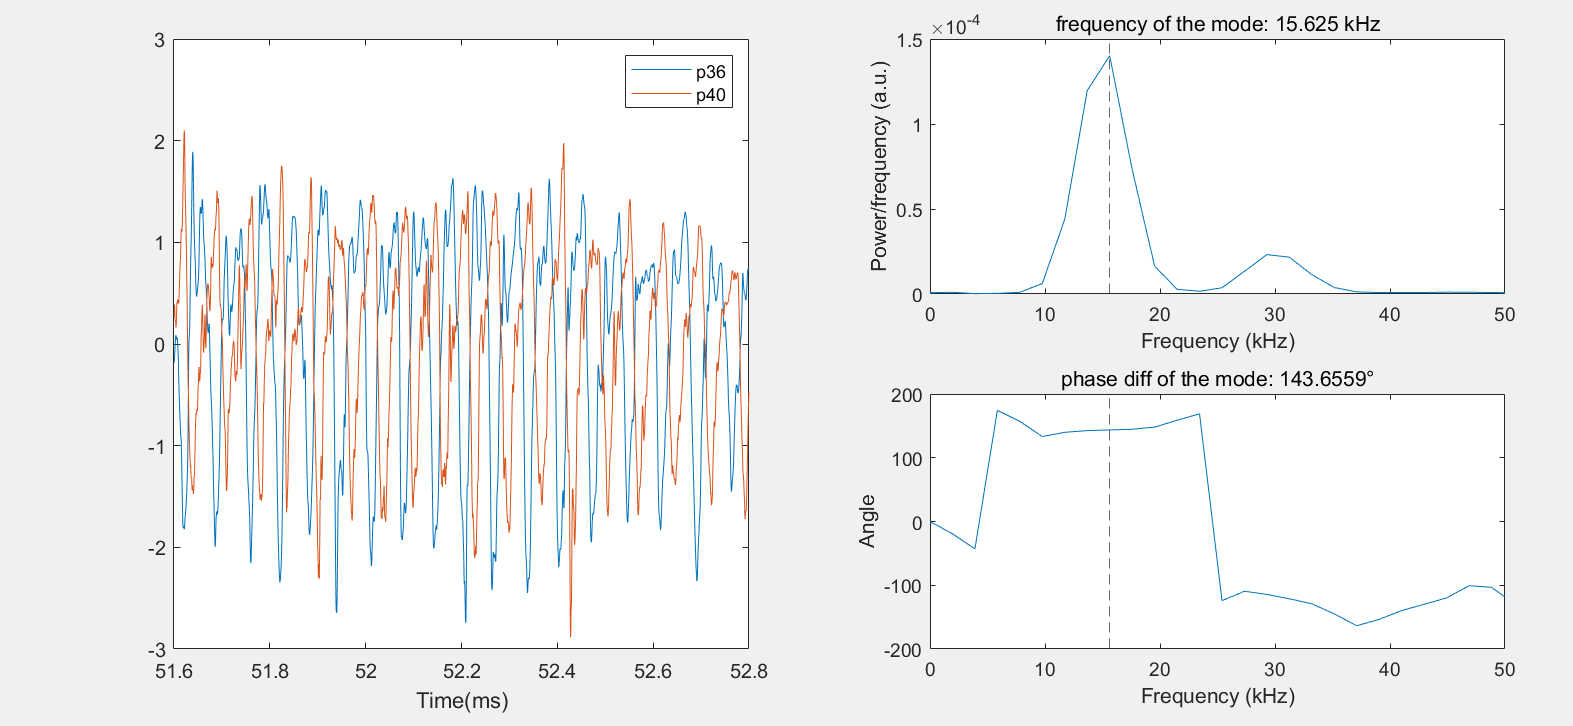 3
2
1
0
-1
-2
-3
51.6 51.8 52 52.2 52.4 52.6 52.8
Time(ms)
p36
p40
×10-4
frequency of the mode: 15.625 kHz
1.5
1
0.5
0
Power/frequency (a.u.)
0 10 20 30 40 50
Frequency (kHz)
phase diff of the mode: 143.6559°
200
100
0
-100
-200
Angle
0 10 20 30 40 50
Frequency (kHz)